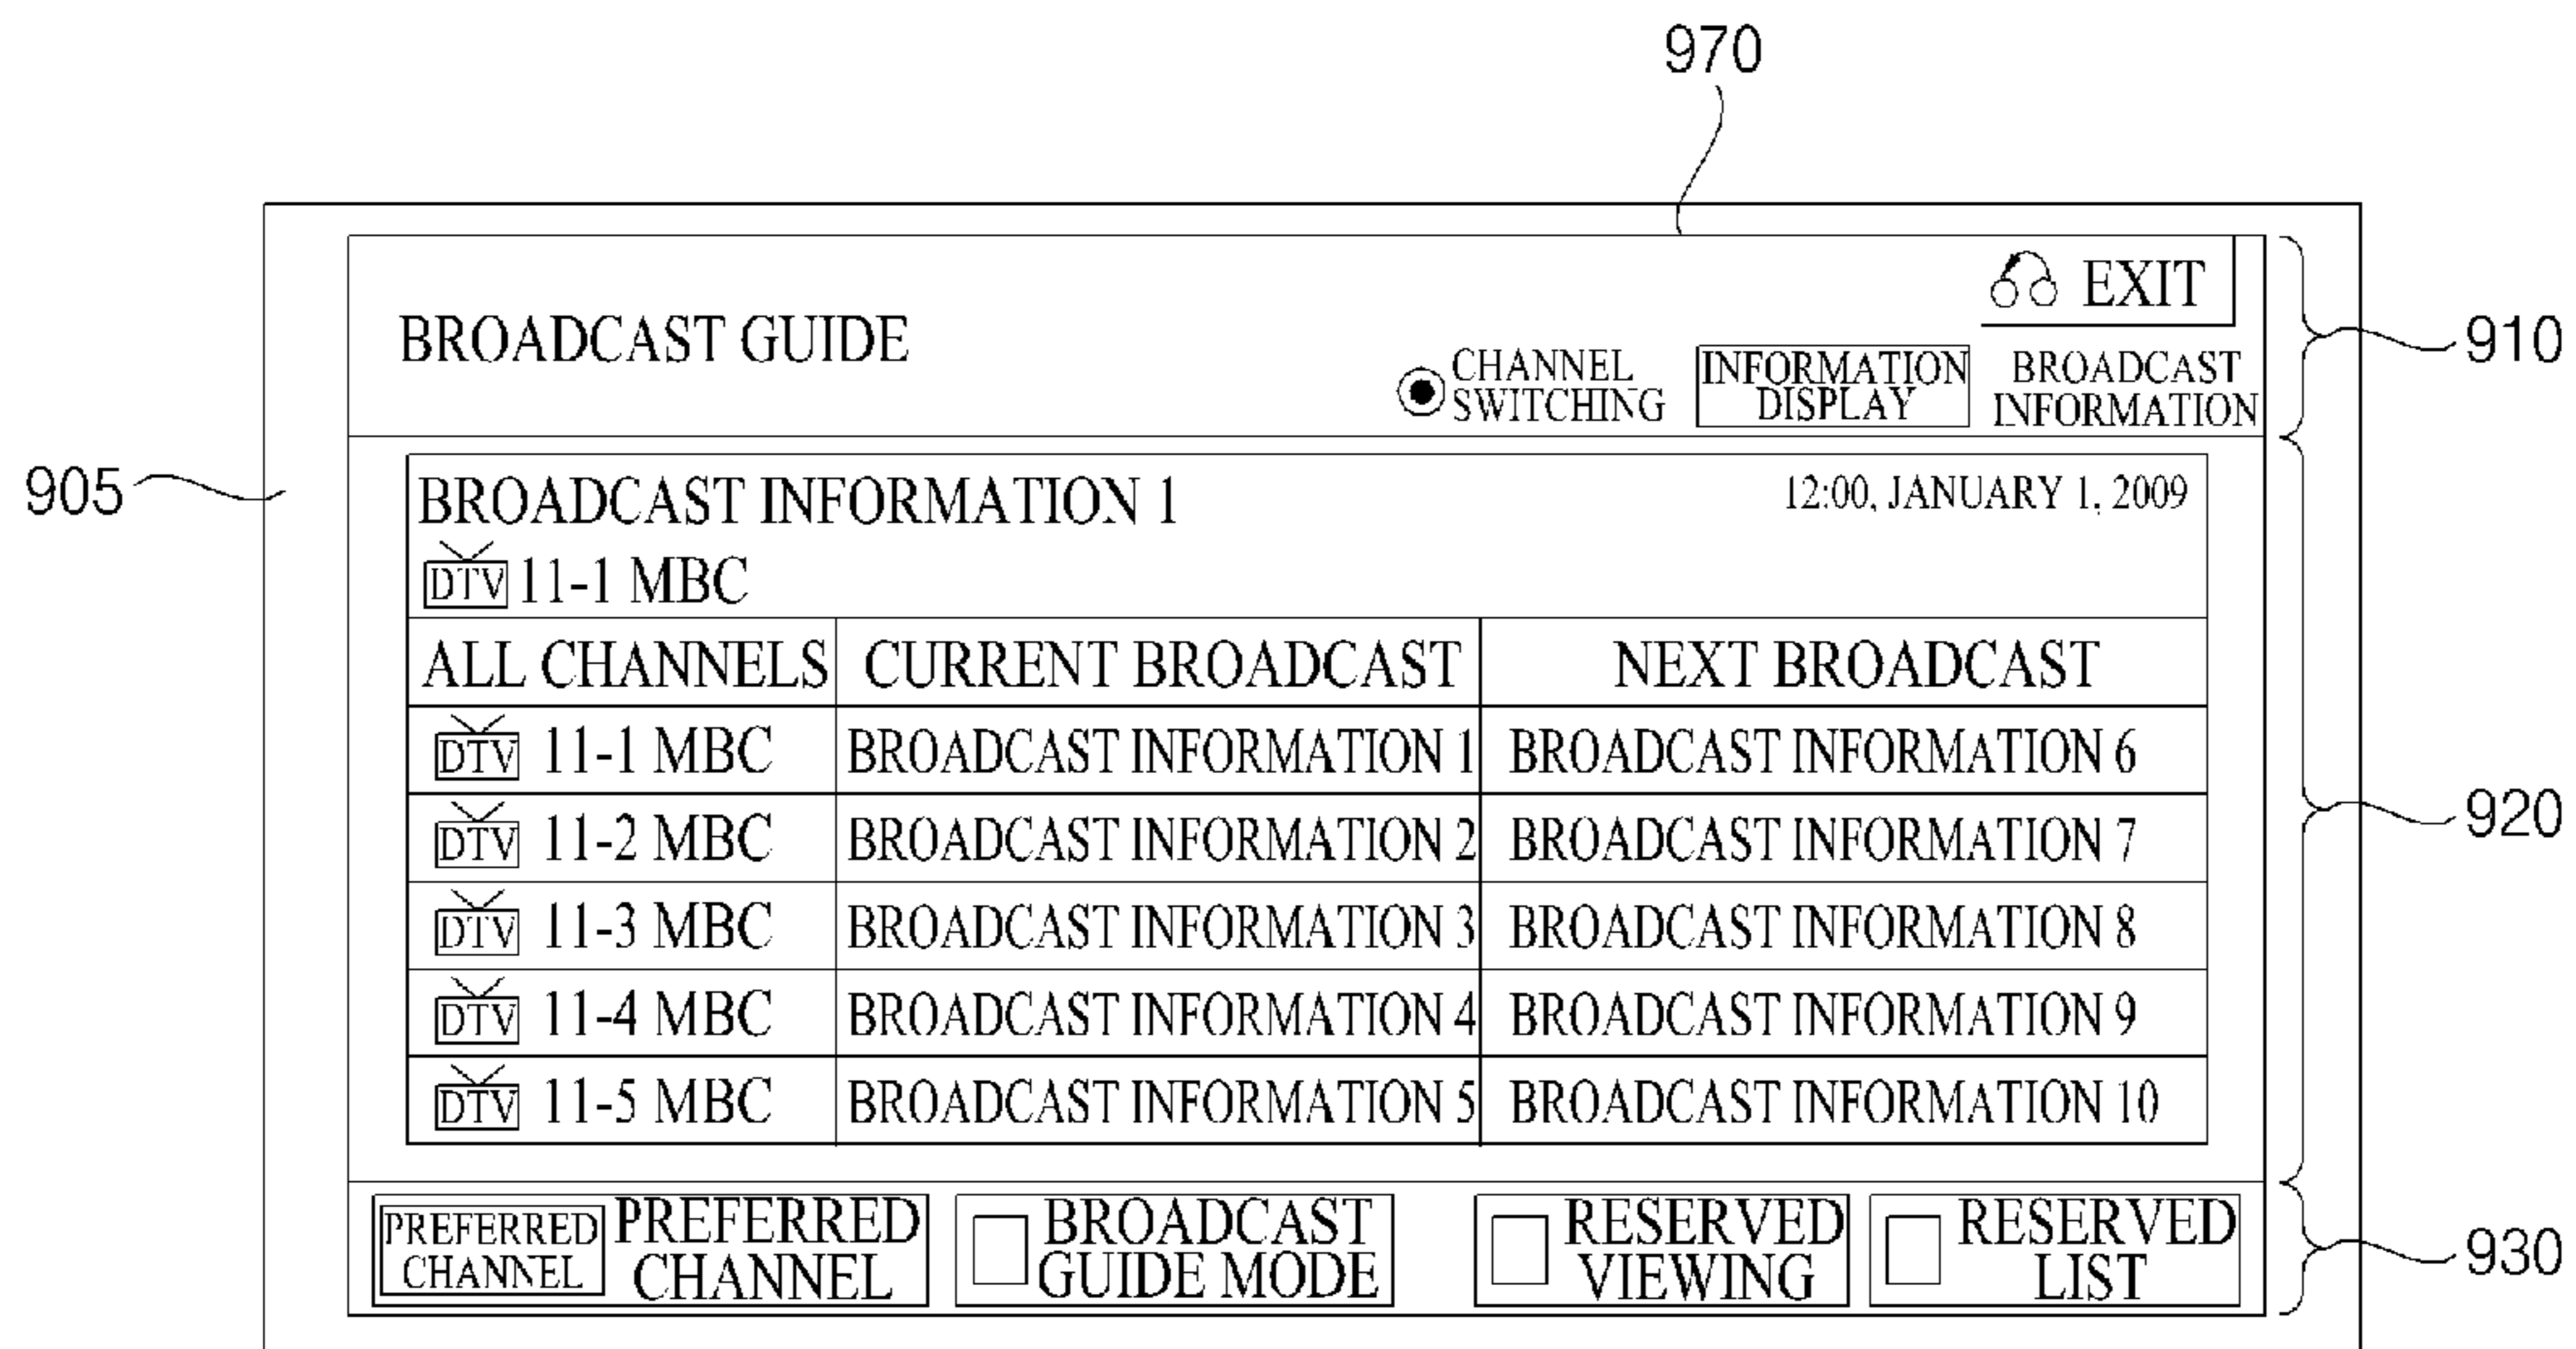 970
EXIT
BROADCAST GUIDE
CHANNEL
SWITCHING
INFORMATION
DISPLAY
BROADCAST
INFORMATION
910
905
BROADCAST INFORMATION 1
12:00, JANUARY 1, 2009
DTV 11-1 MBC
ALL CHANNELS CURRENT BROADCAST NEXT BROADCAST
DTV 11-1 MBC BROADCAST INFORMATION 1 BROADCAST INFORMATION 6
DTV 11-2 MBC BROADCAST INFORMATION 2 BROADCAST INFORMATION 7
920
DTV 11-3 MBC BROADCAST INFORMATION 3 BROADCAST INFORMATION 8
DTV 11-4 MBC BROADCAST INFORMATION 4 BROADCAST INFORMATION 9
DTV 11-5 MBC BROADCAST INFORMATION 5 BROADCAST INFORMATION 10
PREFERRED
CHANNEL
PREFERRED
CHANNEL
BROADCAST
GUIDE MODE
RESERVED
VIEWING
RESERVED
LIST
930